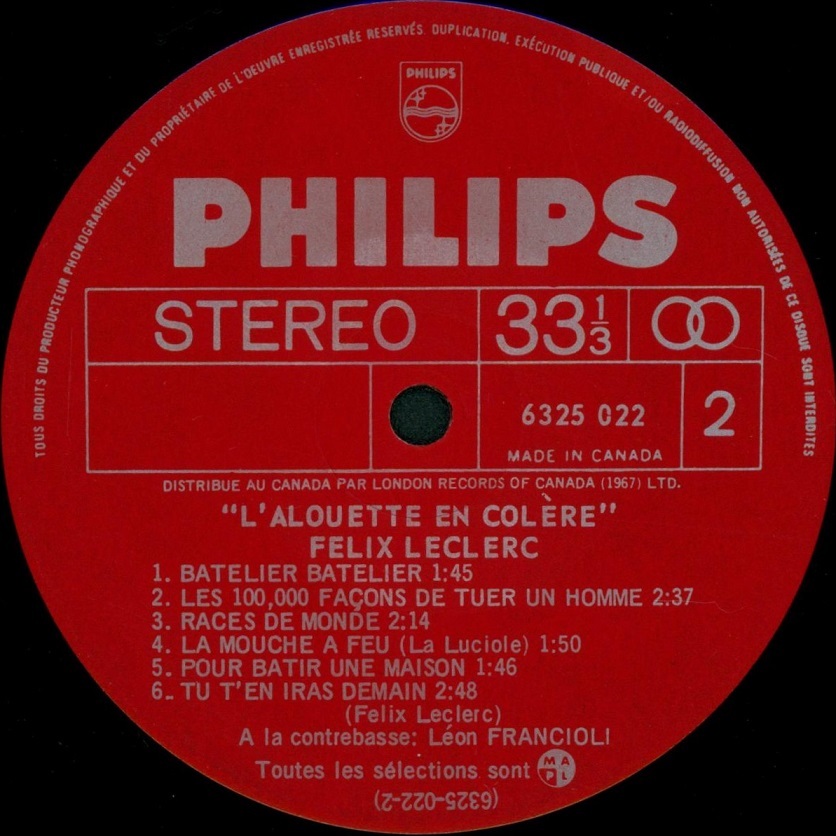 TOUS DROITS DU PRODUCTEUR PHONOGRAPHIQUE ET DU PROPRIÉTAIRE DE L'OEUVRE ENREGISTRÉE RESERVÉS. DUPLICATION, EXÉCUTION PUBLIQUE ET/OU RADIODIFFUSION NON AUTORISÉES DE CE DISQUE SONT INTERDITES
PHILIPS
PHILIPS
STEREO 33 1/3
6325 022 2
MADE IN CANADA
DISTRIBUE AU CANADA PAR LONDON RECORDS OF CANADA (1967) LTD.
"L'ALOUETTE EN COLÈRE"
FELIX LECLERC
1. BATELIER BATELIER 1:45
2. LES 100,000 FAÇONS DE TUER UN HOMME 2:37
3. RACES DE MONDE 2:14
4. LA MOUCHE A FEU (La Luciole) 1:50
5. POUR BATIR UNE MAISON 1:46
6. TU T'EN IRAS DEMAIN 2:48
(Felix Leclerc)
A la contrebasse: Léon FRANCIOLI
Toutes les sélections sont MAPL
(6325-022-2)